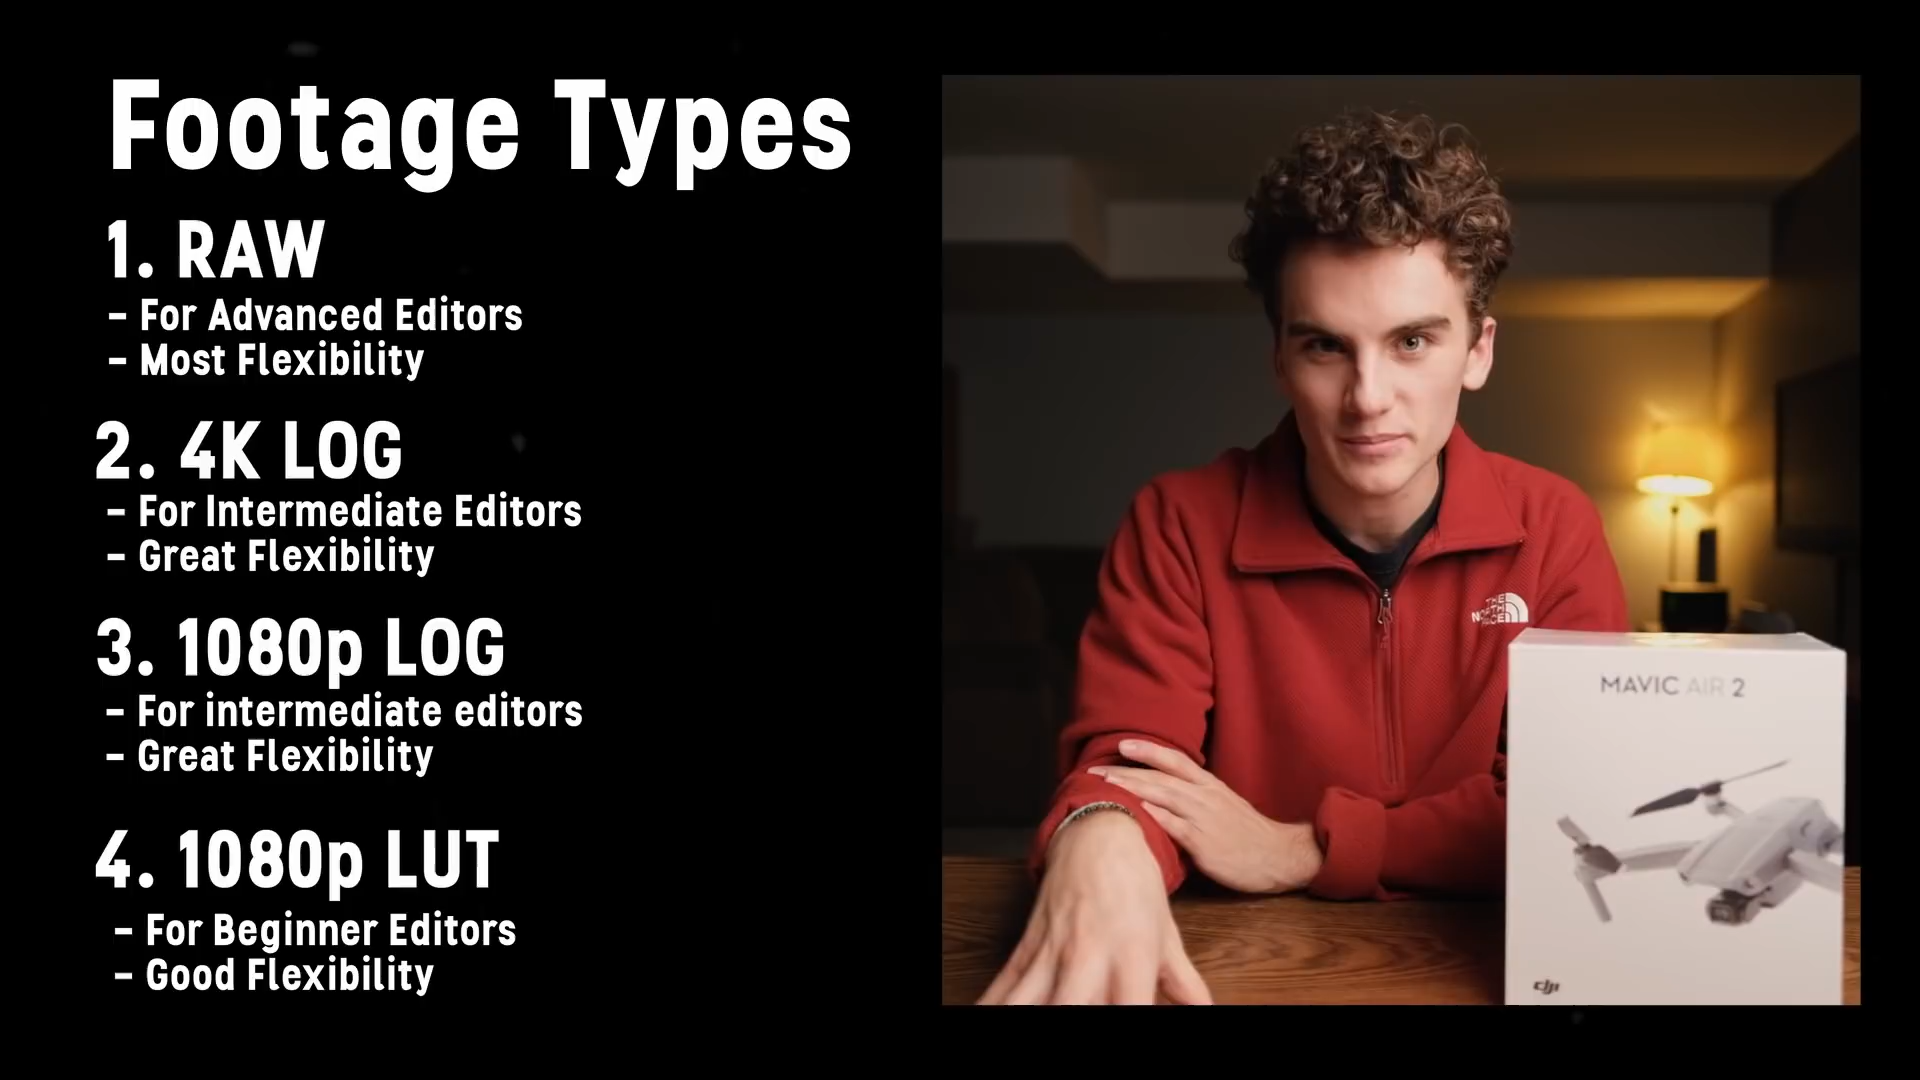 Footage Types
1. RAW
- For Advanced Editors
- Most Flexibility
2. 4K LOG
- For Intermediate Editors
- Great Flexibility
3. 1080p LOG
- For intermediate editors
- Great Flexibility
4. 1080p LUT
- For Beginner Editors
- Good Flexibility
THE
NORTH
FACE
MAVIC AIR 2
dji